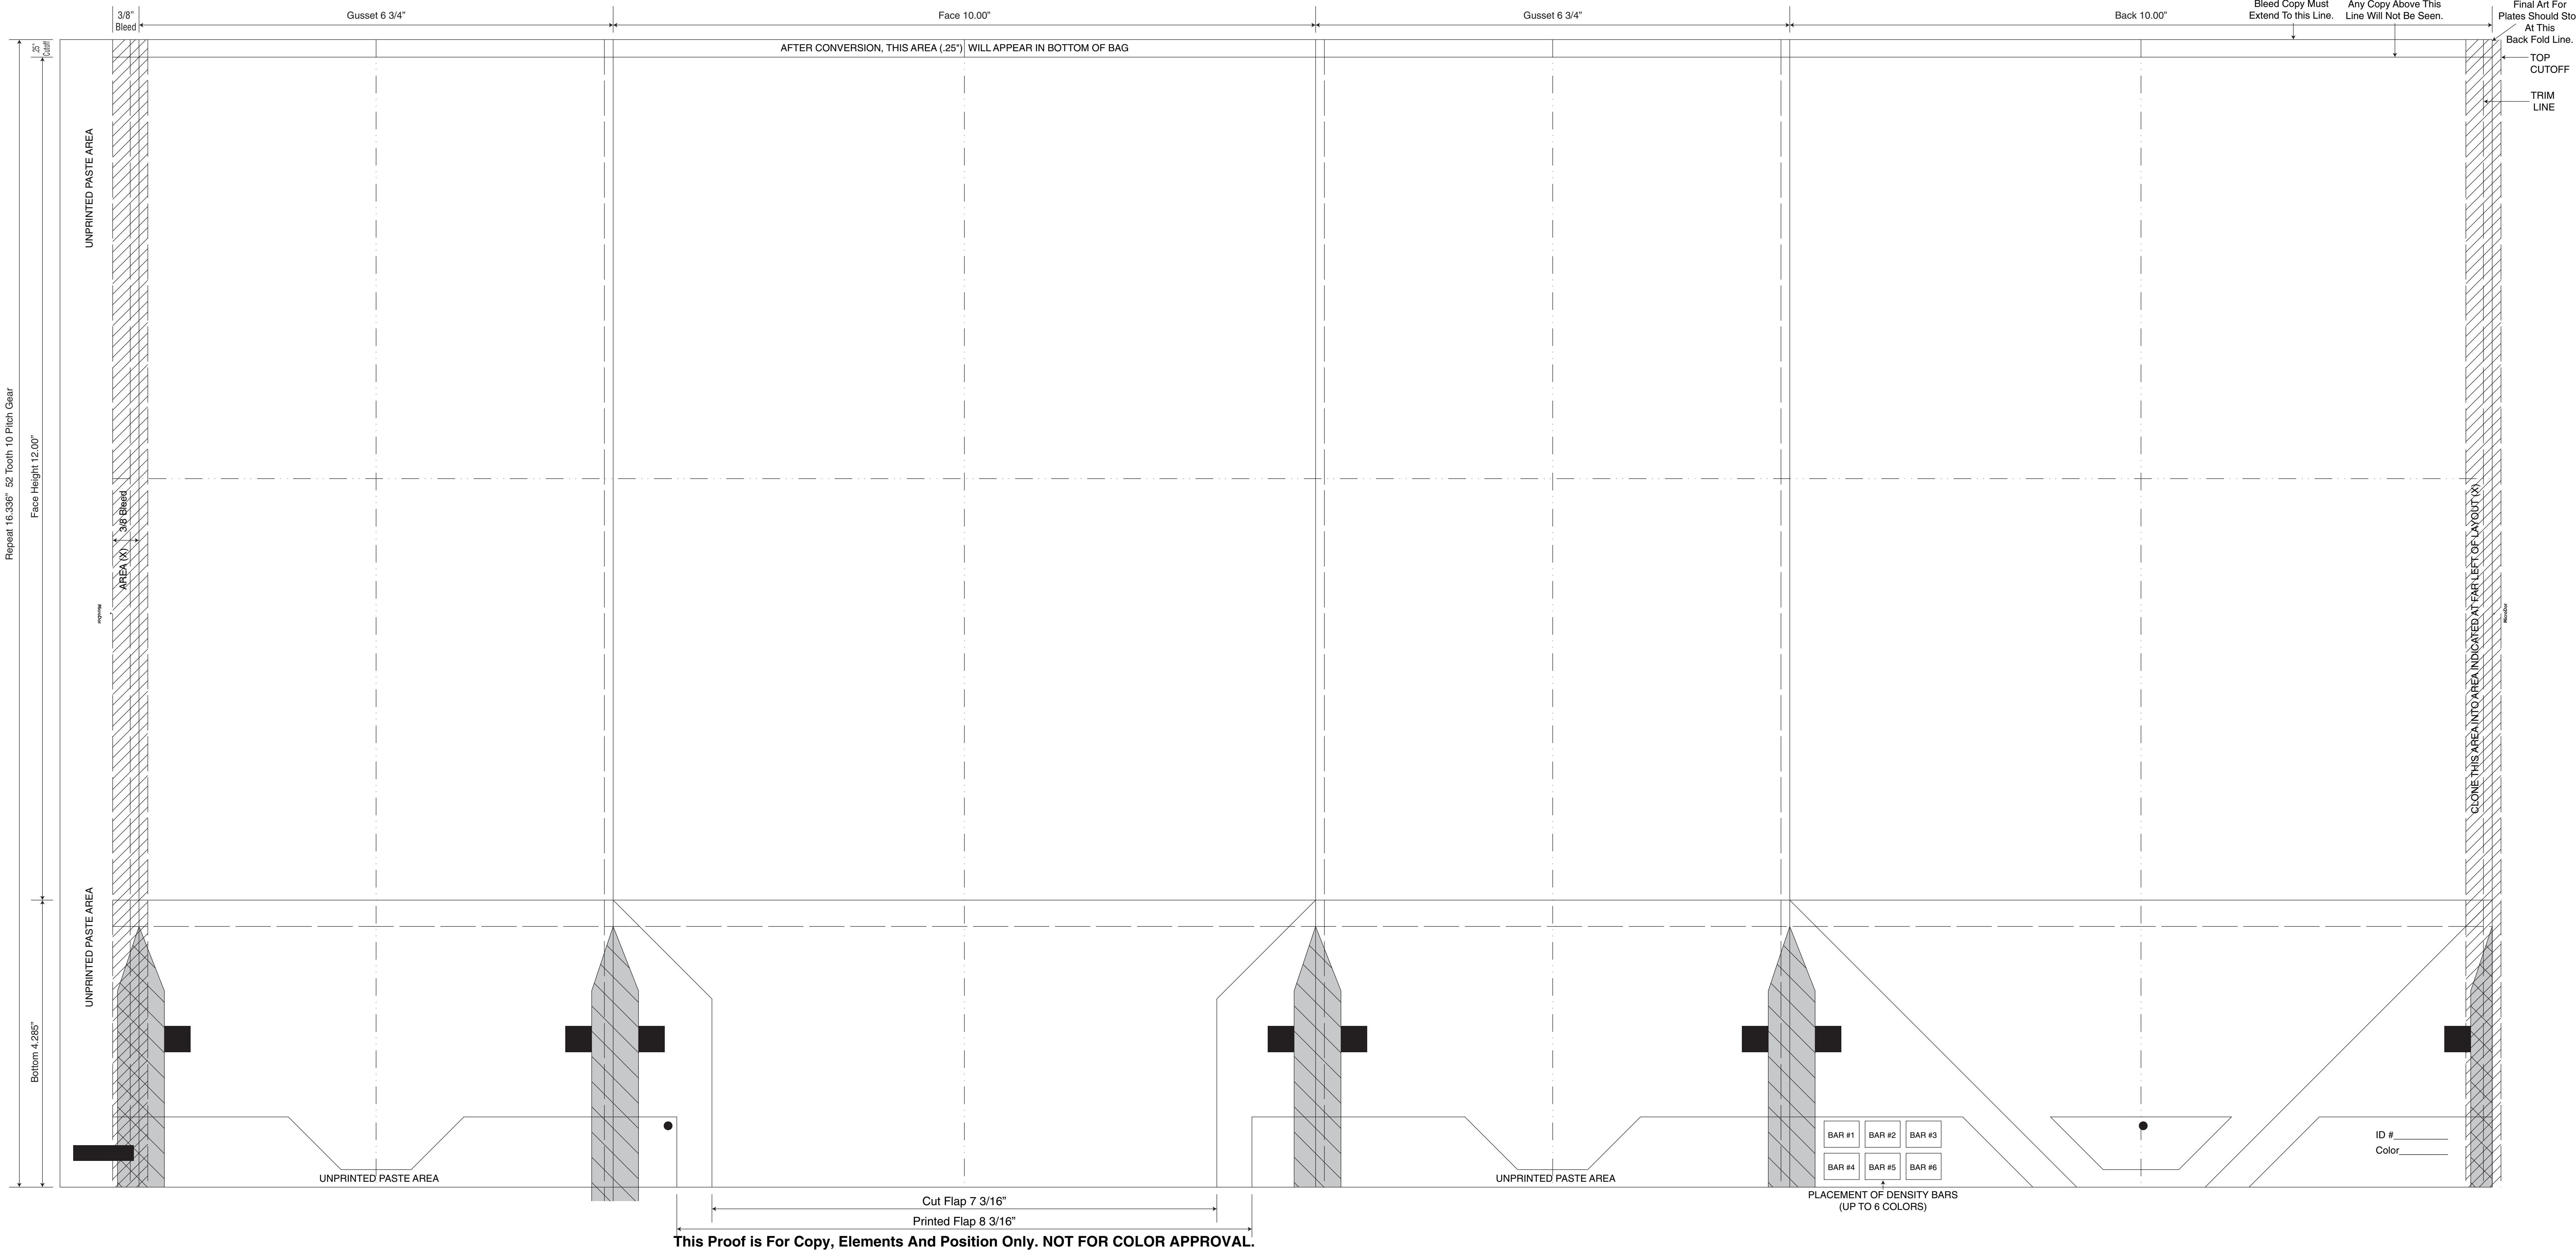 3/8"
Bleed
Gusset 6 3/4"
Face 10.00"
Gusset 6 3/4"
Back 10.00"
Bleed Copy Must
Extend To this Line.
Any Copy Above This
Line Will Not Be Seen.
Final Art For
Plates Should Sto
At This
Back Fold Line.
.25"
Cutoff
AFTER CONVERSION, THIS AREA (.25") WILL APPEAR IN BOTTOM OF BAG
TOP
CUTOFF
TRIM
LINE
UNPRINTED PASTE AREA
Repeat 16.336" 52 Tooth 10 Pitch Gear
Face Height 12.00"
AREA (X) 3/8 Bleed
CLONE THIS AREA INTO AREA INDICATED AT FAR LEFT OF LAYOUT (X)
Microdot
Microdot
UNPRINTED PASTE AREA
Bottom 4.285"
UNPRINTED PASTE AREA
UNPRINTED PASTE AREA
BAR #1 BAR #2 BAR #3
BAR #4 BAR #5 BAR #6
PLACEMENT OF DENSITY BARS
(UP TO 6 COLORS)
ID #__________
Color_________
Cut Flap 7 3/16"
Printed Flap 8 3/16"
This Proof is For Copy, Elements And Position Only. NOT FOR COLOR APPROVAL.